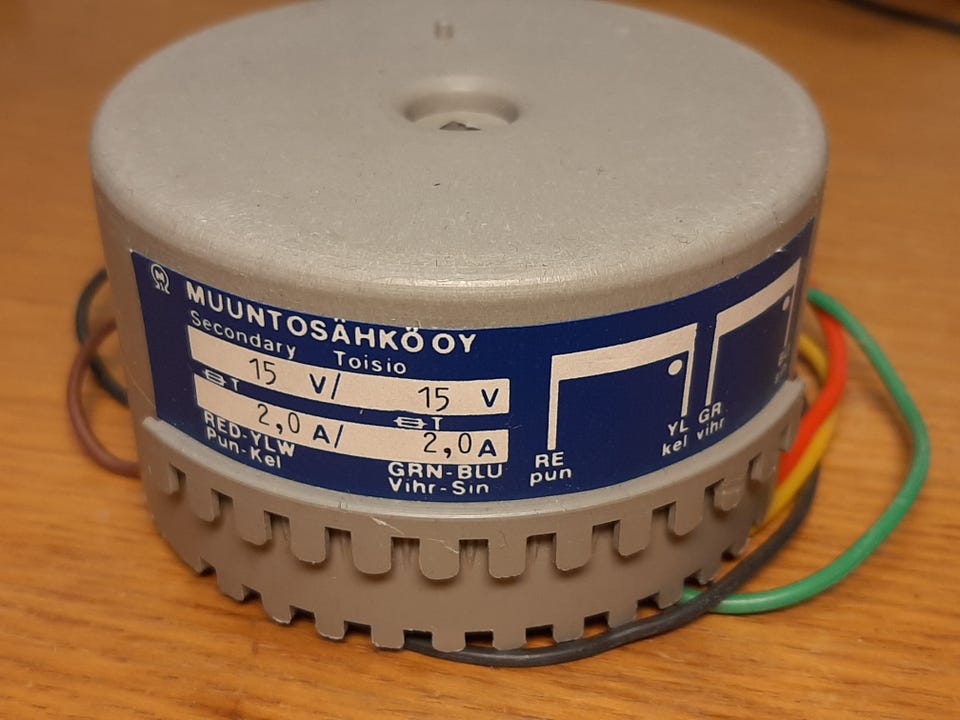 MUUNTOSÄHKÖ OY
Secondary Toisio
15 V/ 15 V
T T
2,0 A/ 2,0 A
RED-YLW GRN-BLU
Pun-Kel Vihr-Sin
RE YL GR
pun kel vihr